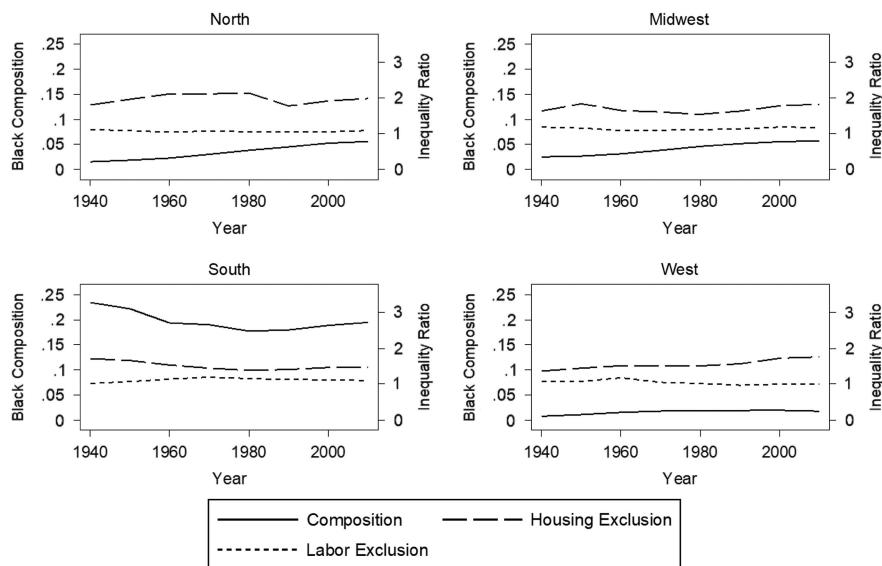 North
Black Composition
.25
.2
.15
.1
.05
0
3
2
1
0
Inequality Ratio
1940 1960 1980 2000
Year
Midwest
Black Composition
.25
.2
.15
.1
.05
0
3
2
1
0
Inequality Ratio
1940 1960 1980 2000
Year
South
Black Composition
.25
.2
.15
.1
.05
0
3
2
1
0
Inequality Ratio
1940 1960 1980 2000
Year
West
Black Composition
.25
.2
.15
.1
.05
0
3
2
1
0
Inequality Ratio
1940 1960 1980 2000
Year
Composition Housing Exclusion
Labor Exclusion